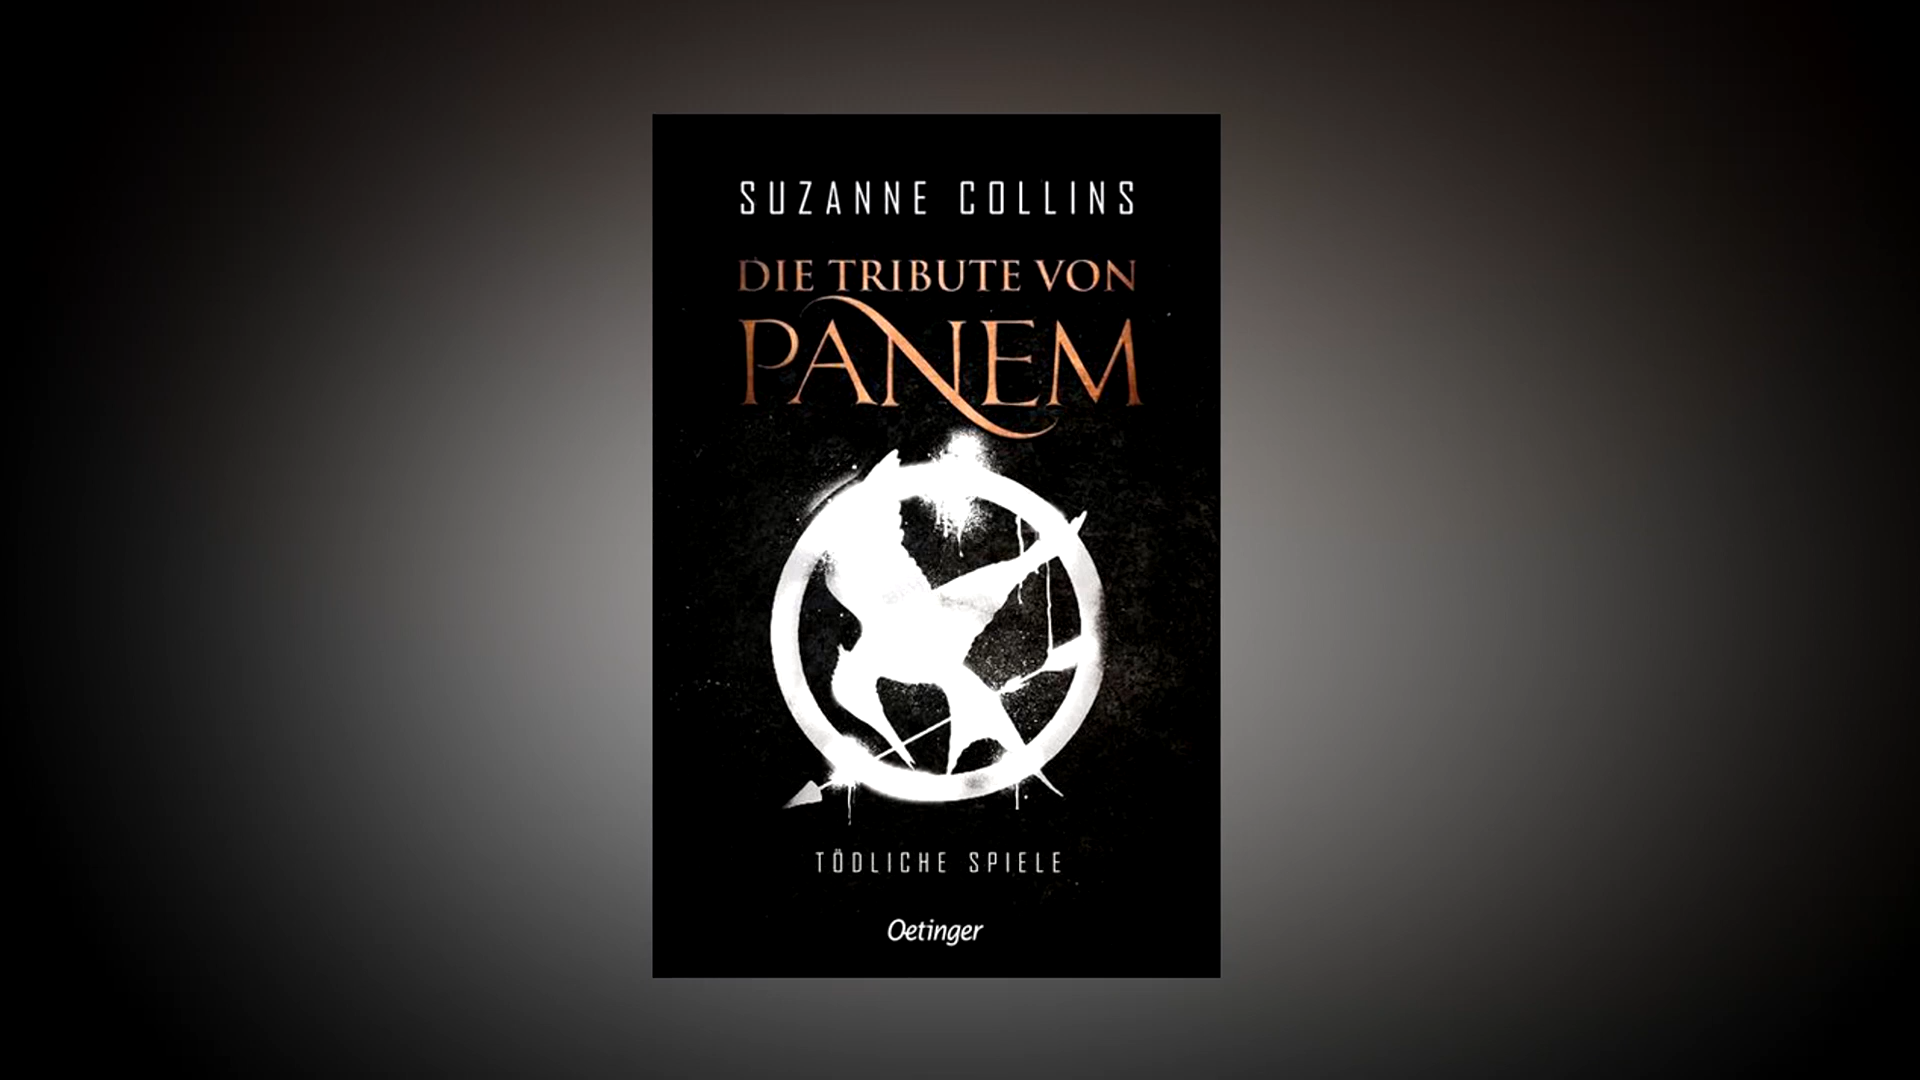 SUZANNE COLLINS
DIE TRIBUTE VON
PANEM
TÖDLICHE SPIELE
Oetinger